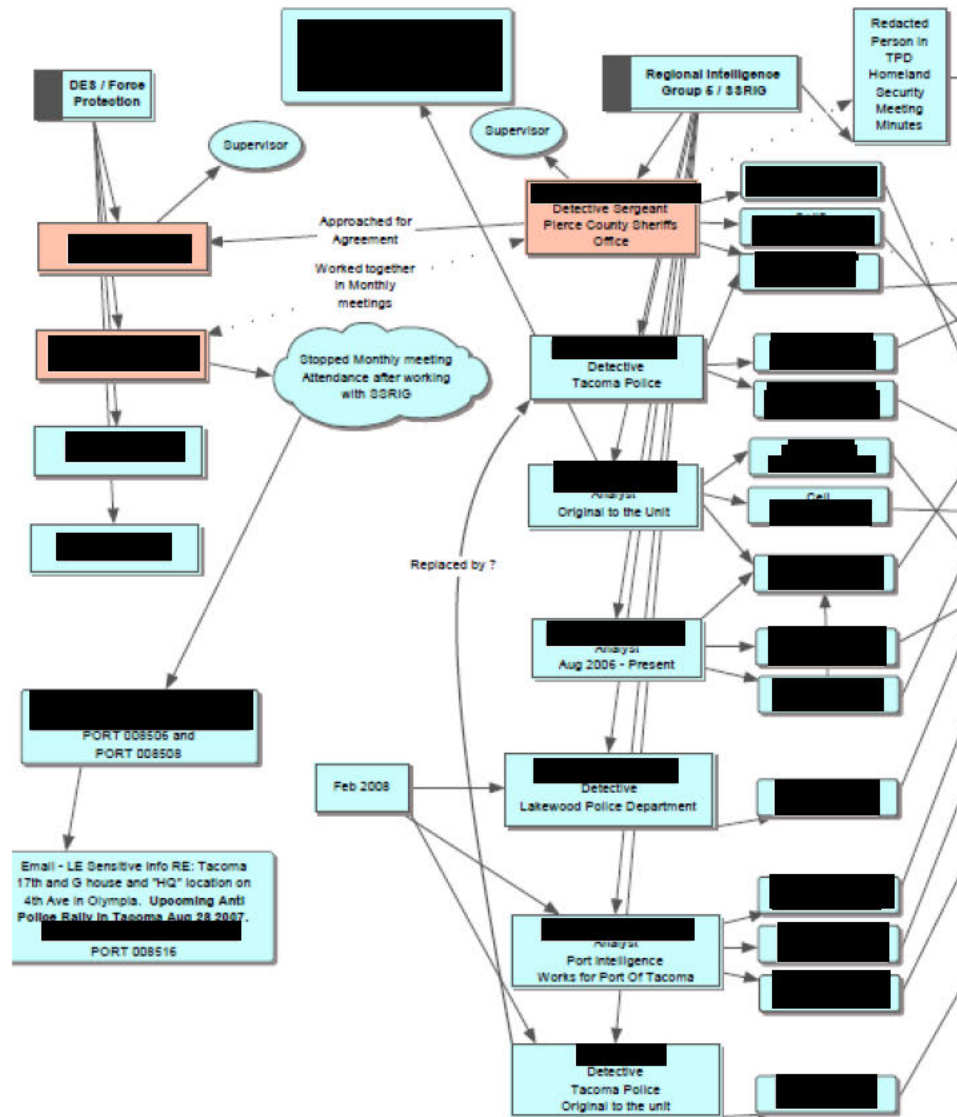 Redacted
Person in
TPD
Homeland
Security
Meeting
Minutes
DES / Force
Protection
Regional Intelligence
Group 5 / SSRIG
Supervisor
Supervisor
Detective Sergeant
Pierce County Sheriffs
Office
Approached for
Agreement
Worked together
in Monthly
meetings
Stopped Monthly meeting
Attendance after working
with SSRIG
Detective
Tacoma Police
Analyst
Original to the Unit
Cell
Replaced by ?
Analyst
Aug 2006 - Present
PORT 008506 and
PORT 008508
Feb 2008
Detective
Lakewood Police Department
Email - LE Sensitive Info RE: Tacoma
17th and G house and "HQ" location on
4th Ave in Olympia. Upcoming Anti
Police Rally in Tacoma Aug 28 2007.
PORT 008516
Analyst
Port Intelligence
Works for Port Of Tacoma
Detective
Tacoma Police
Original to the unit